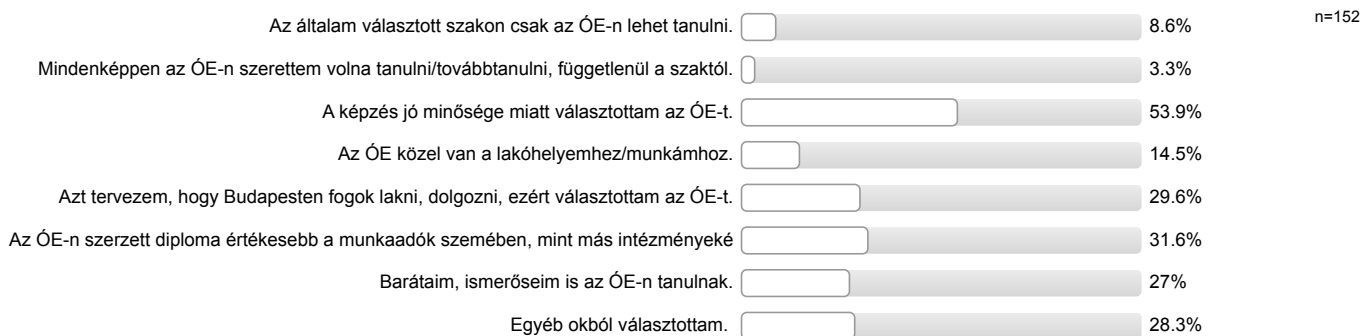 n=152
Az általam választott szakon csak az ÓE-n lehet tanulni. 8.6%
Mindenképpen az ÓE-n szerettem volna tanulni/továbbtanulni, függetlenül a szaktól. 3.3%
A képzés jó minősége miatt választottam az ÓE-t. 53.9%
Az ÓE közel van a lakóhelyemhez/munkámhoz. 14.5%
Azt tervezem, hogy Budapesten fogok lakni, dolgozni, ezért választottam az ÓE-t. 29.6%
Az ÓE-n szerzett diploma értékesebb a munkaadók szemében, mint más intézményeké 31.6%
Barátaim, ismerőseim is az ÓE-n tanulnak. 27%
Egyéb okból választottam. 28.3%